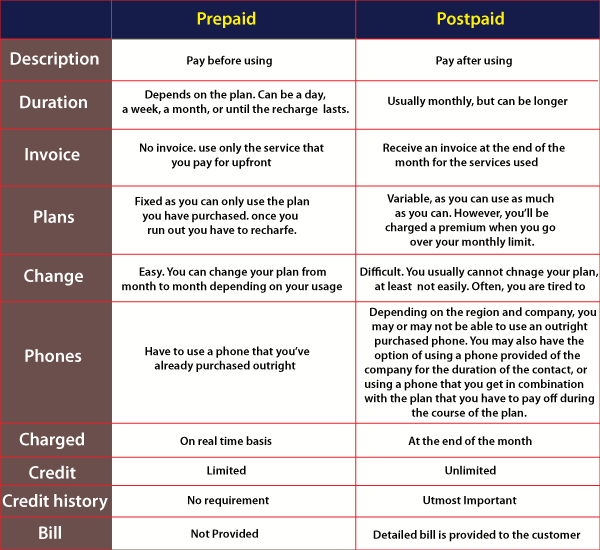 Prepaid Postpaid
Description Pay before using Pay after using
Duration
Depends on the plan. Can be a day,
a week, a month, or until the recharge lasts.
Usually monthly, but can be longer
Invoice
No invoice. use only the service that
you pay for upfront
Receive an invoice at the end of the
month for the services used
Plans
Fixed as you can only use the plan
you have purchased. once you
run out you have to recharfe.
Variable, as you can use as much
as you can. However, you'll be
charged a premium when you go
over your monthly limit.
Change
Easy. You can change your plan from
month to month depending on your usage
Difficult. You usually cannot chnage your plan,
at least not easily. Often, you are tired to
Phones
Have to use a phone that you've
already purchased outright
Depending on the region and company, you
may or may not be able to use an outright
purchased phone. You may also have the
option of using a phone provided of the
company for the duration of the contact, or
using a phone that you get in combination
with the plan that you have to pay off during
the course of the plan.
Charged On real time basis At the end of the month
Credit Limited Unlimited
Credit history No requirement Utmost Important
Bill Not Provided Detailed bill is provided to the customer